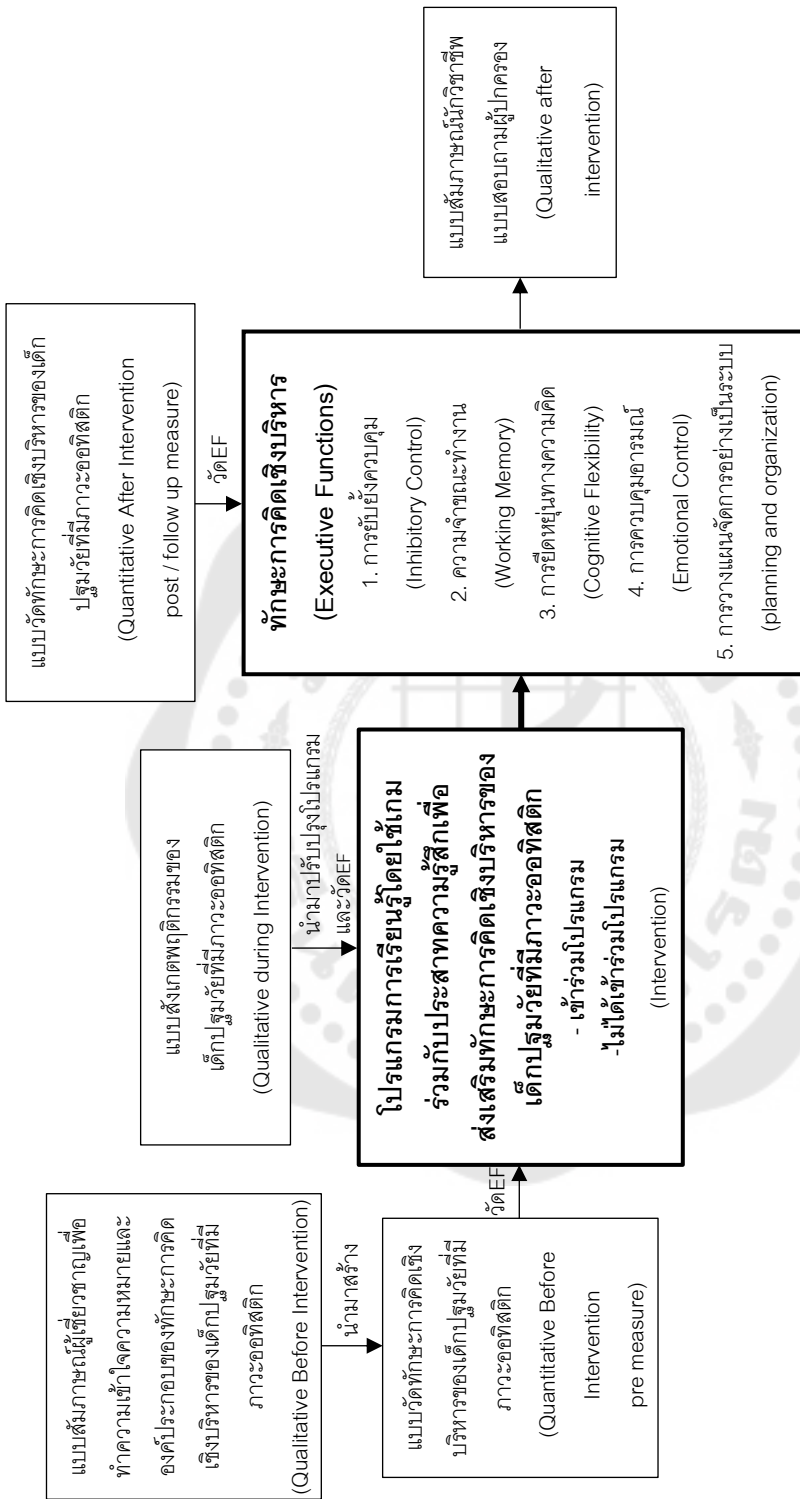 แบบสัมภาษณ์ผู้เชี่ยวชาญเพื่อ
ทำความเข้าใจความหมายและ
องค์ประกอบของทักษะการคิด
เชิงบริหารของเด็กปฐมวัยที่มี
ภาวะออทิสติก
(Qualitative Before Intervention)
นำมาสร้าง
แบบวัดทักษะการคิดเชิง
บริหารของเด็กปฐมวัยที่มี
ภาวะออทิสติก
(Quantitative Before
Intervention
pre measure)
วัดEF
แบบสังเกตพฤติกรรมของ
เด็กปฐมวัยที่มีภาวะออทิสติก
(Qualitative during Intervention)
นำมาปรับปรุงโปรแกรม
และวัดEF
โปรแกรมการเรียนรู้โดยใช้เกม
ร่วมกับประสาทความรู้สึกเพื่อ
ส่งเสริมทักษะการคิดเชิงบริหารของ
เด็กปฐมวัยที่มีภาวะออทิสติก
- เข้าร่วมโปรแกรม
-ไม่ได้เข้าร่วมโปรแกรม
(Intervention)
แบบวัดทักษะการคิดเชิงบริหารของเด็ก
ปฐมวัยที่มีภาวะออทิสติก
(Quantitative After Intervention
post / follow up measure)
วัดEF
ทักษะการคิดเชิงบริหาร
(Executive Functions)
1. การยับยั้งควบคุม
(Inhibitory Control)
2. ความจำขณะทำงาน
(Working Memory)
3. การยืดหยุ่นทางความคิด
(Cognitive Flexibility)
4. การควบคุมอารมณ์
(Emotional Control)
5. การวางแผนจัดการอย่างเป็นระบบ
(planning and organization)
แบบสัมภาษณ์นักวิชาชีพ
แบบสอบถามผู้ปกครอง
(Qualitative after
intervention)